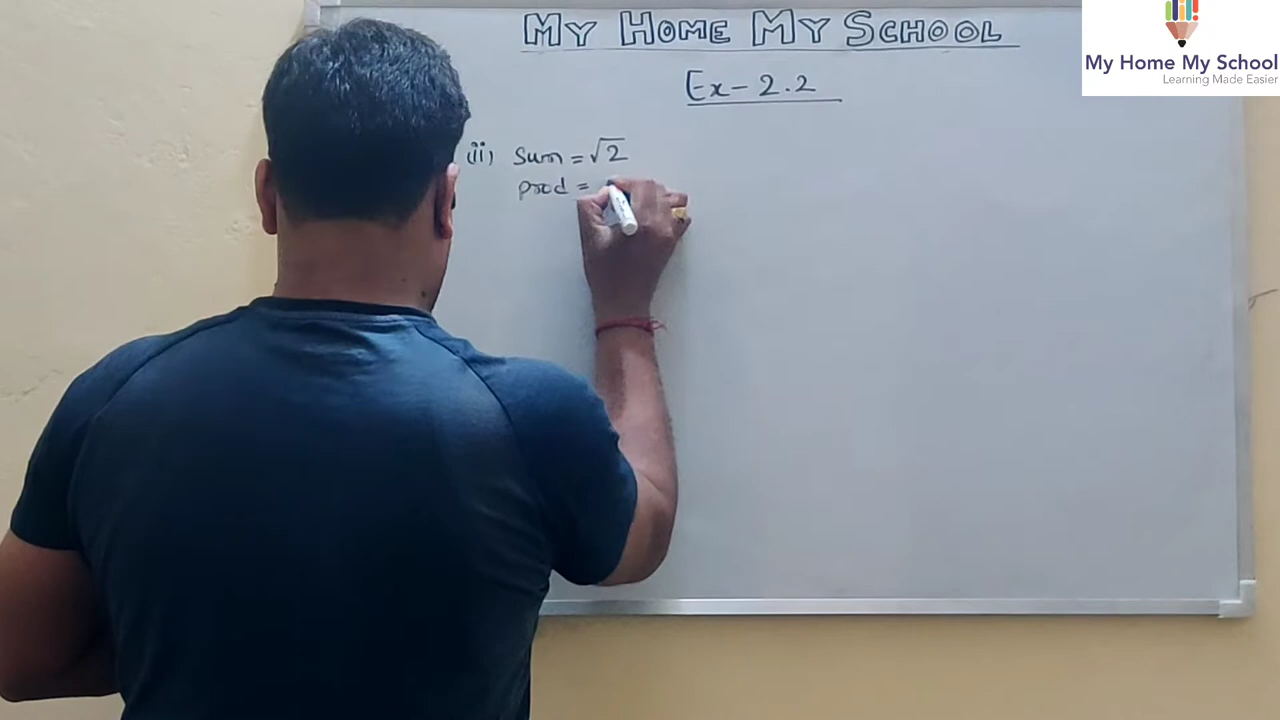 MY HOME MY SCHOOL
My Home My School
Learning Made Easier
Ex-2.2
(ii) Sum = √2
prod =